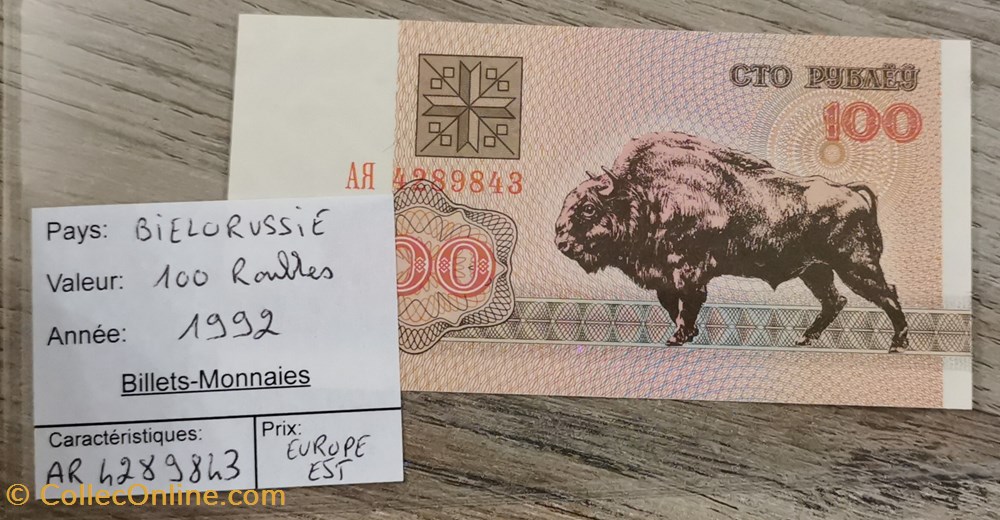 СТО РУБЛЁЎ
100
АЯ 4289843
00
Pays: BIELORUSSIE
Valeur: 100 Roubles
Année: 1992
Billets-Monnaies
Caractéristiques:
AR 4289843
Prix:
EUROPE
EST
© CollecOnline.com